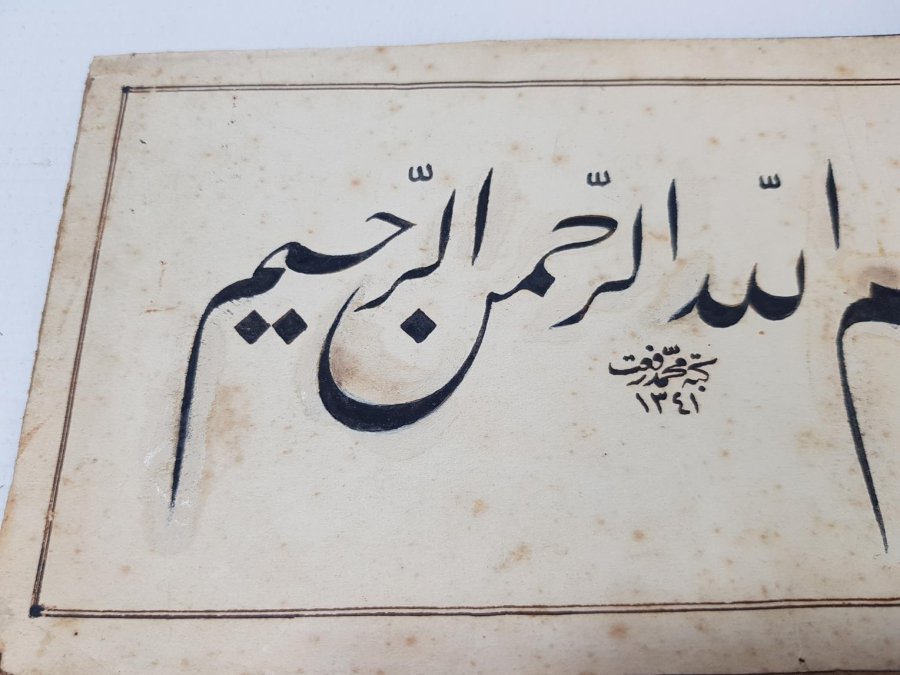 م الله الرحمن الرحيم
كتبه محمد رفعت
١٣٤١